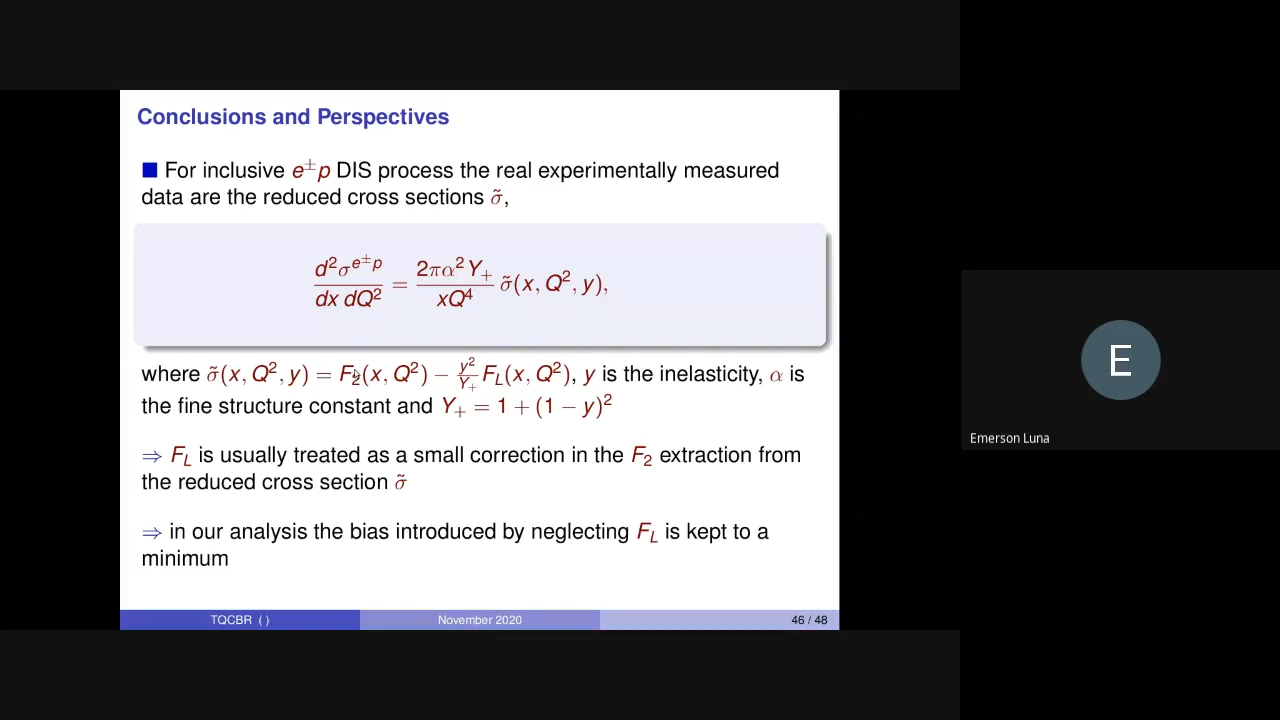 Conclusions and Perspectives
■ For inclusive e±p DIS process the real experimentally measured
data are the reduced cross sections σ̃,
d²σ^{e±p} / dx dQ² = 2πα²Y₊ / xQ⁴ σ̃(x, Q², y),
where σ̃(x, Q², y) = F₂(x, Q²) − y²/Y₊ F_L(x, Q²), y is the inelasticity, α is
the fine structure constant and Y₊ = 1 + (1 − y)²
⇒ F_L is usually treated as a small correction in the F₂ extraction from
the reduced cross section σ̃
⇒ in our analysis the bias introduced by neglecting F_L is kept to a
minimum
TQCBR ( ) November 2020 46 / 48
E
Emerson Luna